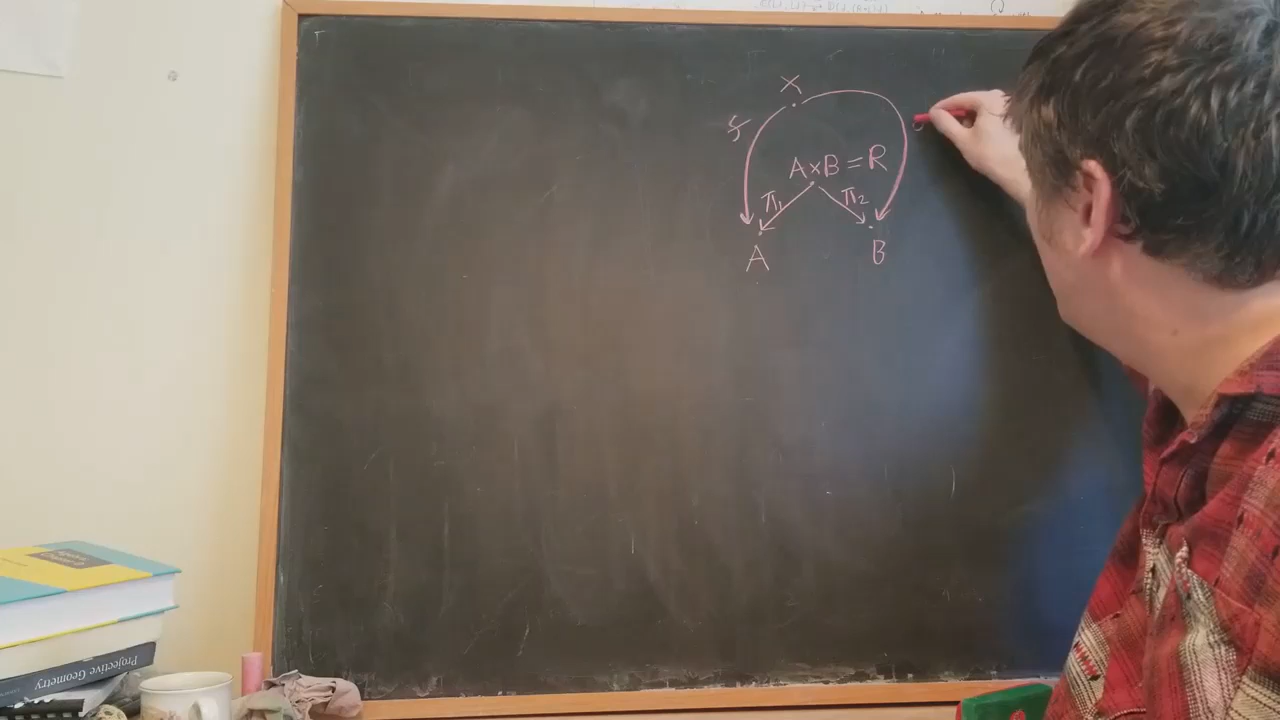 X
f
A×B=R
π₁ π₂
A B
Projective Geometry